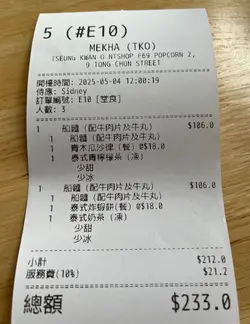 5 (#E10)
MEKHA (TKO)
TSEUNG KWAN O NTSHOP F69 POPCORN 2,
9 TONG CHUN STREET
開檯時間: 2025-05-04 12:00:19
侍應: Sidney
訂單編號: E10 [堂食]
人數: 3
1 船麵 (配牛肉片及牛丸) $106.0
1 船麵 (配牛肉片及牛丸)
1 青木瓜沙律 (餐) @$18.0
1 泰式青檸檬茶 (凍)
少甜
少冰
1 船麵 (配牛肉片及牛丸) $106.0
1 船麵 (配牛肉片及牛丸)
1 泰式炸蝦餅(餐) @$18.0
1 泰式奶茶 (凍)
少甜
少冰
小計 $212.0
服務費(10%) $21.2
總額 $233.0